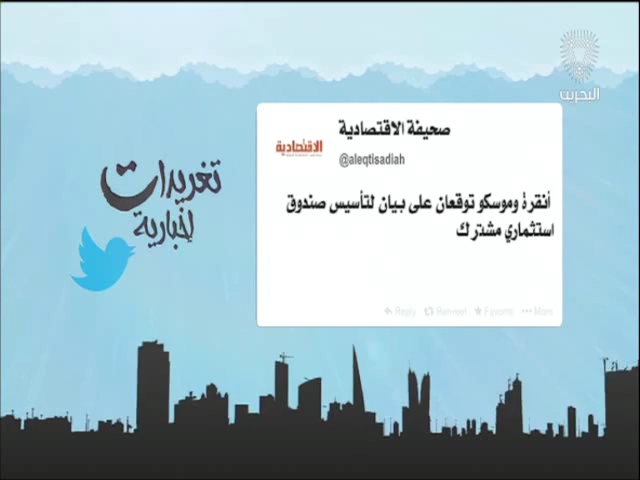 البحرين
صحيفة الاقتصادية
الاقتصادية
@aleqtisadiah
تغريدات
إخبارية
أنقرة وموسكو توقعان على بيان لتأسيس صندوق
استثماري مشترك
Reply Retweet Favorite More